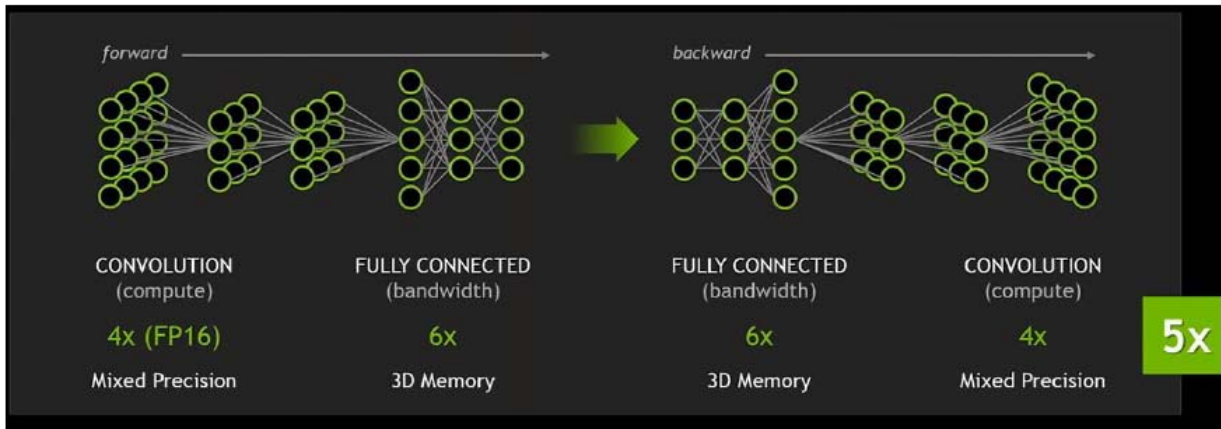 forward
backward
CONVOLUTION
(compute)
4x (FP16)
Mixed Precision
FULL​Y CONNECTED
(bandwidth)
6x
3D Memory
FULLY CONNECTED
(bandwidth)
6x
3D Memory
CONVOLUTION
(compute)
4x
Mixed Precision
5x